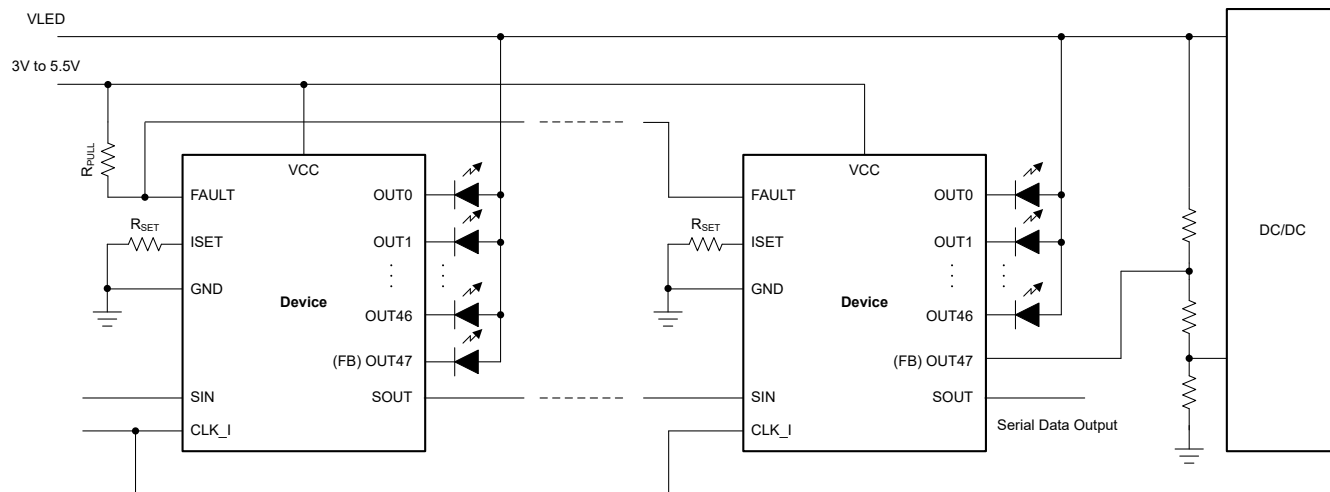 VLED
3V to 5.5V
RPULL
VCC
FAULT
OUT0
RSET
ISET
OUT1
GND
Device
OUT46
(FB) OUT47
SIN
SOUT
CLK_I
VCC
FAULT
OUT0
RSET
ISET
OUT1
GND
Device
OUT46
(FB) OUT47
SIN
SOUT
CLK_I
Serial Data Output
DC/DC